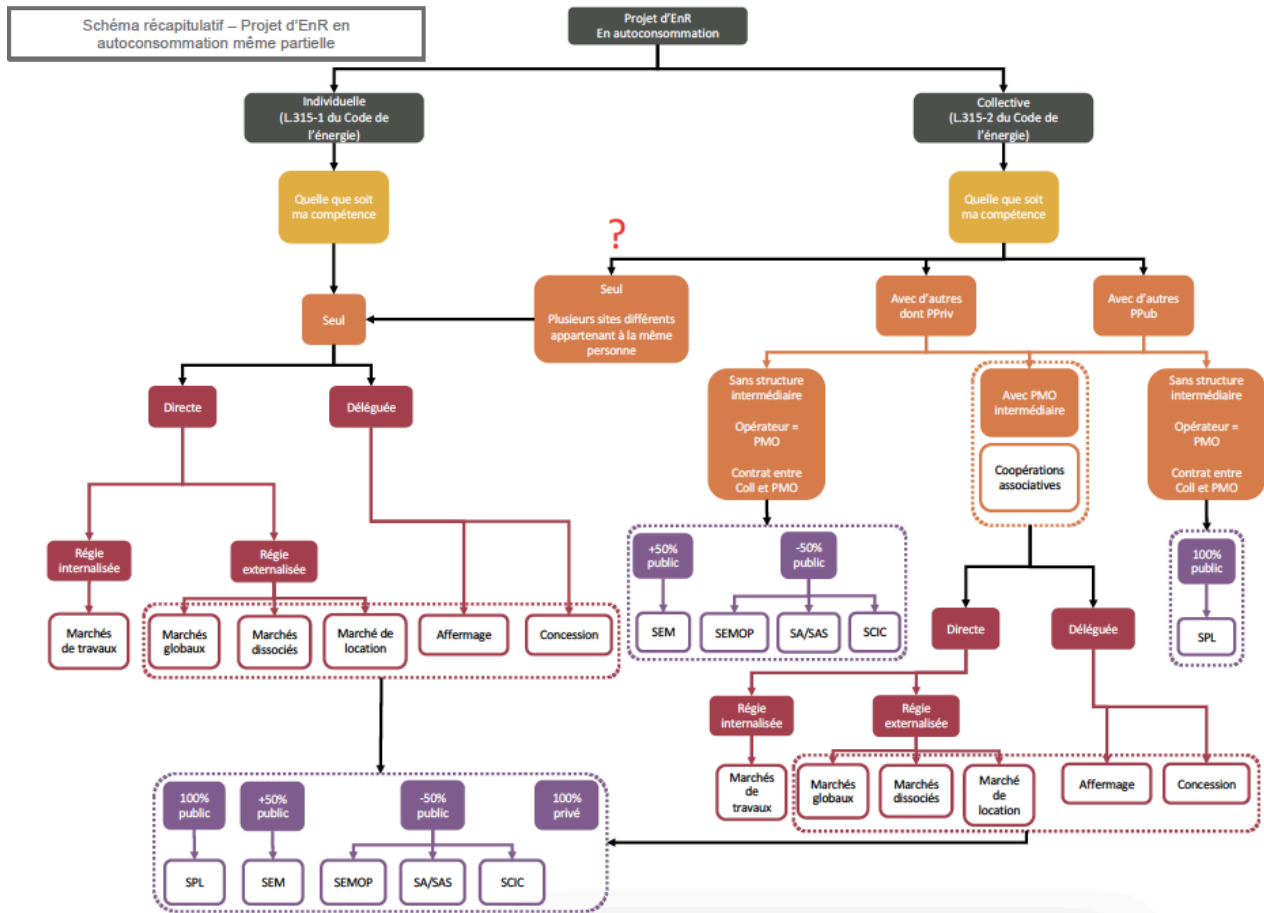 Schéma récapitulatif – Projet d'EnR en
autoconsommation même partielle
Projet d'EnR
En autoconsommation
Individuelle
(L.315-1 du Code de
l'énergie)
Collective
(L.315-2 du Code de
l'énergie)
Quelle que soit
ma compétence
Quelle que soit
ma compétence
?
Seul
Seul
Plusieurs sites différents
appartenant à la même
personne
Avec d'autres
dont PPriv
Avec d'autres
PPub
Directe
Déléguée
Sans structure
intermédiaire
Opérateur =
PMO
Contrat entre
Coll et PMO
Avec PMO
intermédiaire
Coopérations
associatives
Sans structure
intermédiaire
Opérateur =
PMO
Contrat entre
Coll et PMO
Régie
internalisée
Régie
externalisée
+50%
public
-50%
public
100%
public
Marchés
de travaux
Marchés
globaux
Marchés
dissociés
Marché de
location
Affermage
Concession
SEM
SEMOP
SA/SAS
SCIC
Directe
Déléguée
SPL
Régie
internalisée
Régie
externalisée
Marchés
de
travaux
Marchés
globaux
Marchés
dissociés
Marché
de
location
Affermage
Concession
100%
public
+50%
public
-50%
public
100%
privé
SPL
SEM
SEMOP
SA/SAS
SCIC